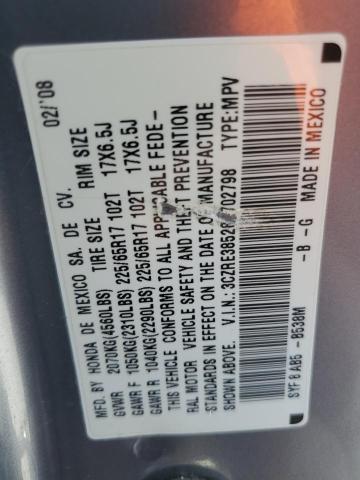 MFD. BY HONDA DE MEXICO SA. DE CV. 02/'08
GVWR 2070KG(4560LBS) TIRE SIZE RIM SIZE
GAWR F 1050KG(2310LBS) 225/65R17 102T 17X6.5J
GAWR R 1040KG(2290LBS) 225/65R17 102T 17X6.5J
THIS VEHICLE CONFORMS TO ALL APPLICABLE FEDE-
RAL MOTOR VEHICLE SAFETY AND THEFT PREVENTION
STANDARDS IN EFFECT ON THE DATE OF MANUFACTURE
SHOWN ABOVE. V.I.N.: TYPE:MPV
SYF 8 AB5 -B538M -B -G MADE IN MEXICO